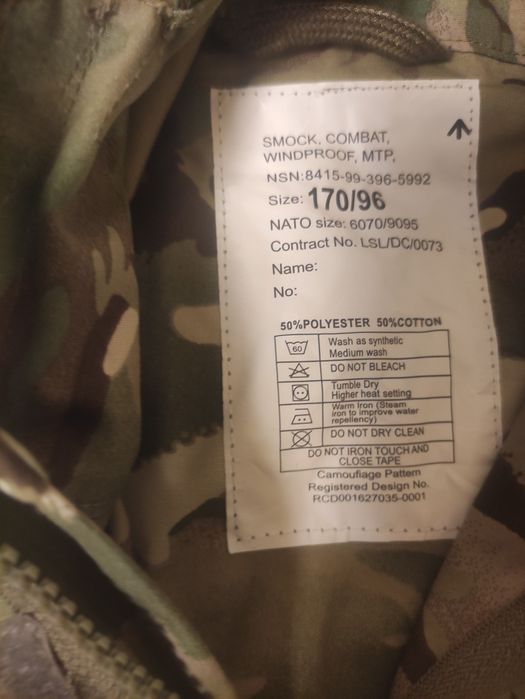 SMOCK, COMBAT,
WINDPROOF, MTP,
NSN:8415-99-396-5992
Size: 170/96
NATO size: 6070/9095
Contract No. LSL/DC/0073
Name:
No:
50%POLYESTER 50%COTTON
60
Wash as synthetic
Medium wash
DO NOT BLEACH
Tumble Dry
Higher heat setting
Warm Iron (Steam
iron to improve water
repellency)
DO NOT DRY CLEAN
DO NOT IRON TOUCH AND
CLOSE TAPE
Camouflage Pattern
Registered Design No.
RCD001627035-0001